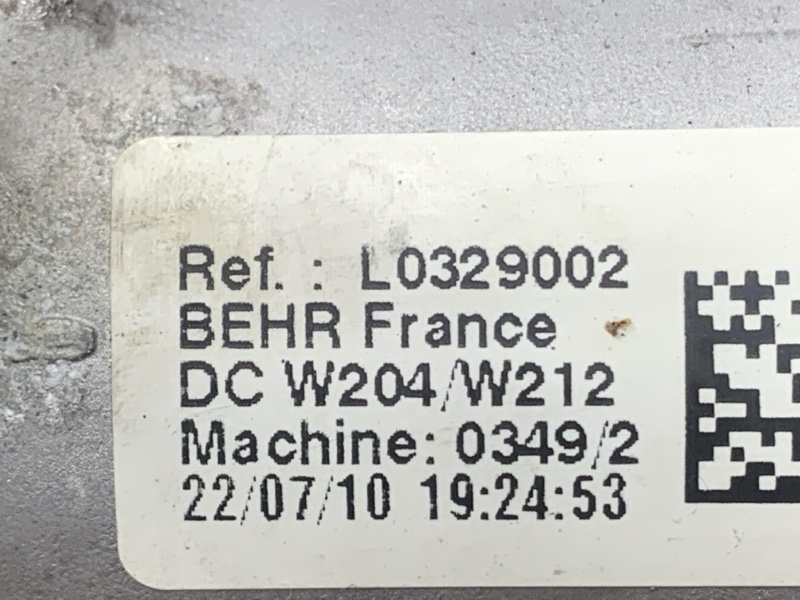 Ref. : L0329002
BEHR France
DC W204/W212
Machine: 0349/2
22/07/10 19:24:53